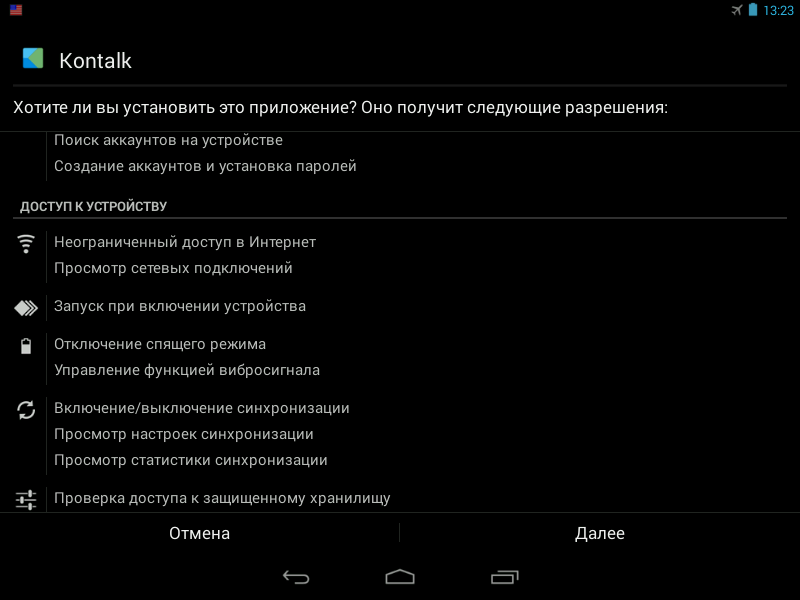 13:23
Kontalk
Хотите ли вы установить это приложение? Оно получит следующие разрешения:
Поиск аккаунтов на устройстве
Создание аккаунтов и установка паролей
ДОСТУП К УСТРОЙСТВУ
Неограниченный доступ в Интернет
Просмотр сетевых подключений
Запуск при включении устройства
Отключение спящего режима
Управление функцией вибросигнала
Включение/выключение синхронизации
Просмотр настроек синхронизации
Просмотр статистики синхронизации
Проверка доступа к защищенному хранилищу
Отмена
Далее